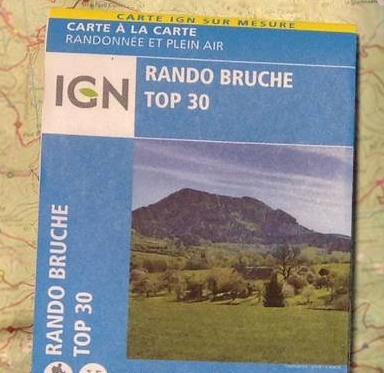 CARTE IGN SUR MESURE
CARTE À LA CARTE
RANDONNÉE ET PLEIN AIR
IGN
RANDO BRUCHE
TOP 30
RANDO BRUCHE
TOP 30